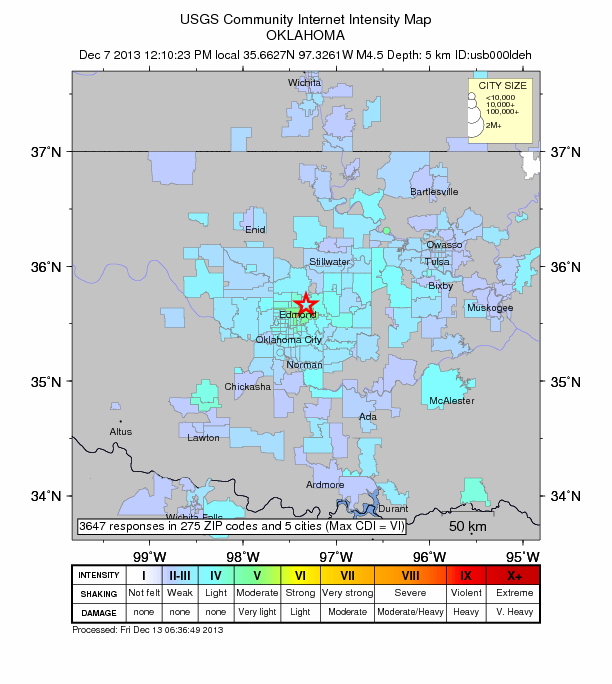 USGS Community Internet Intensity Map
OKLAHOMA
Dec 7 2013 12:10:23 PM local 35.6627N 97.3261W M4.5 Depth: 5 km ID:usb000ldeh
CITY SIZE
<10,000
10,000+
100,000+
2M+
Wichita
37°N
37°N
Bartlesville
Enid
Owasso
Stillwater
Tulsa
36°N
36°N
Bixby
Muskogee
Edmond
Oklahoma City
Norman
35°N
35°N
Chickasha
McAlester
Ada
Altus
Lawton
Ardmore
34°N
34°N
Durant
Wichita Falls
3647 responses in 275 ZIP codes and 5 cities (Max CDI = VI)
50 km
99°W 98°W 97°W 96°W 95°W
INTENSITY I II-III IV V VI VII VIII IX X+
SHAKING Not felt Weak Light Moderate Strong Very strong Severe Violent Extreme
DAMAGE none none none Very light Light Moderate Moderate/Heavy Heavy V. Heavy
Processed: Fri Dec 13 06:36:49 2013